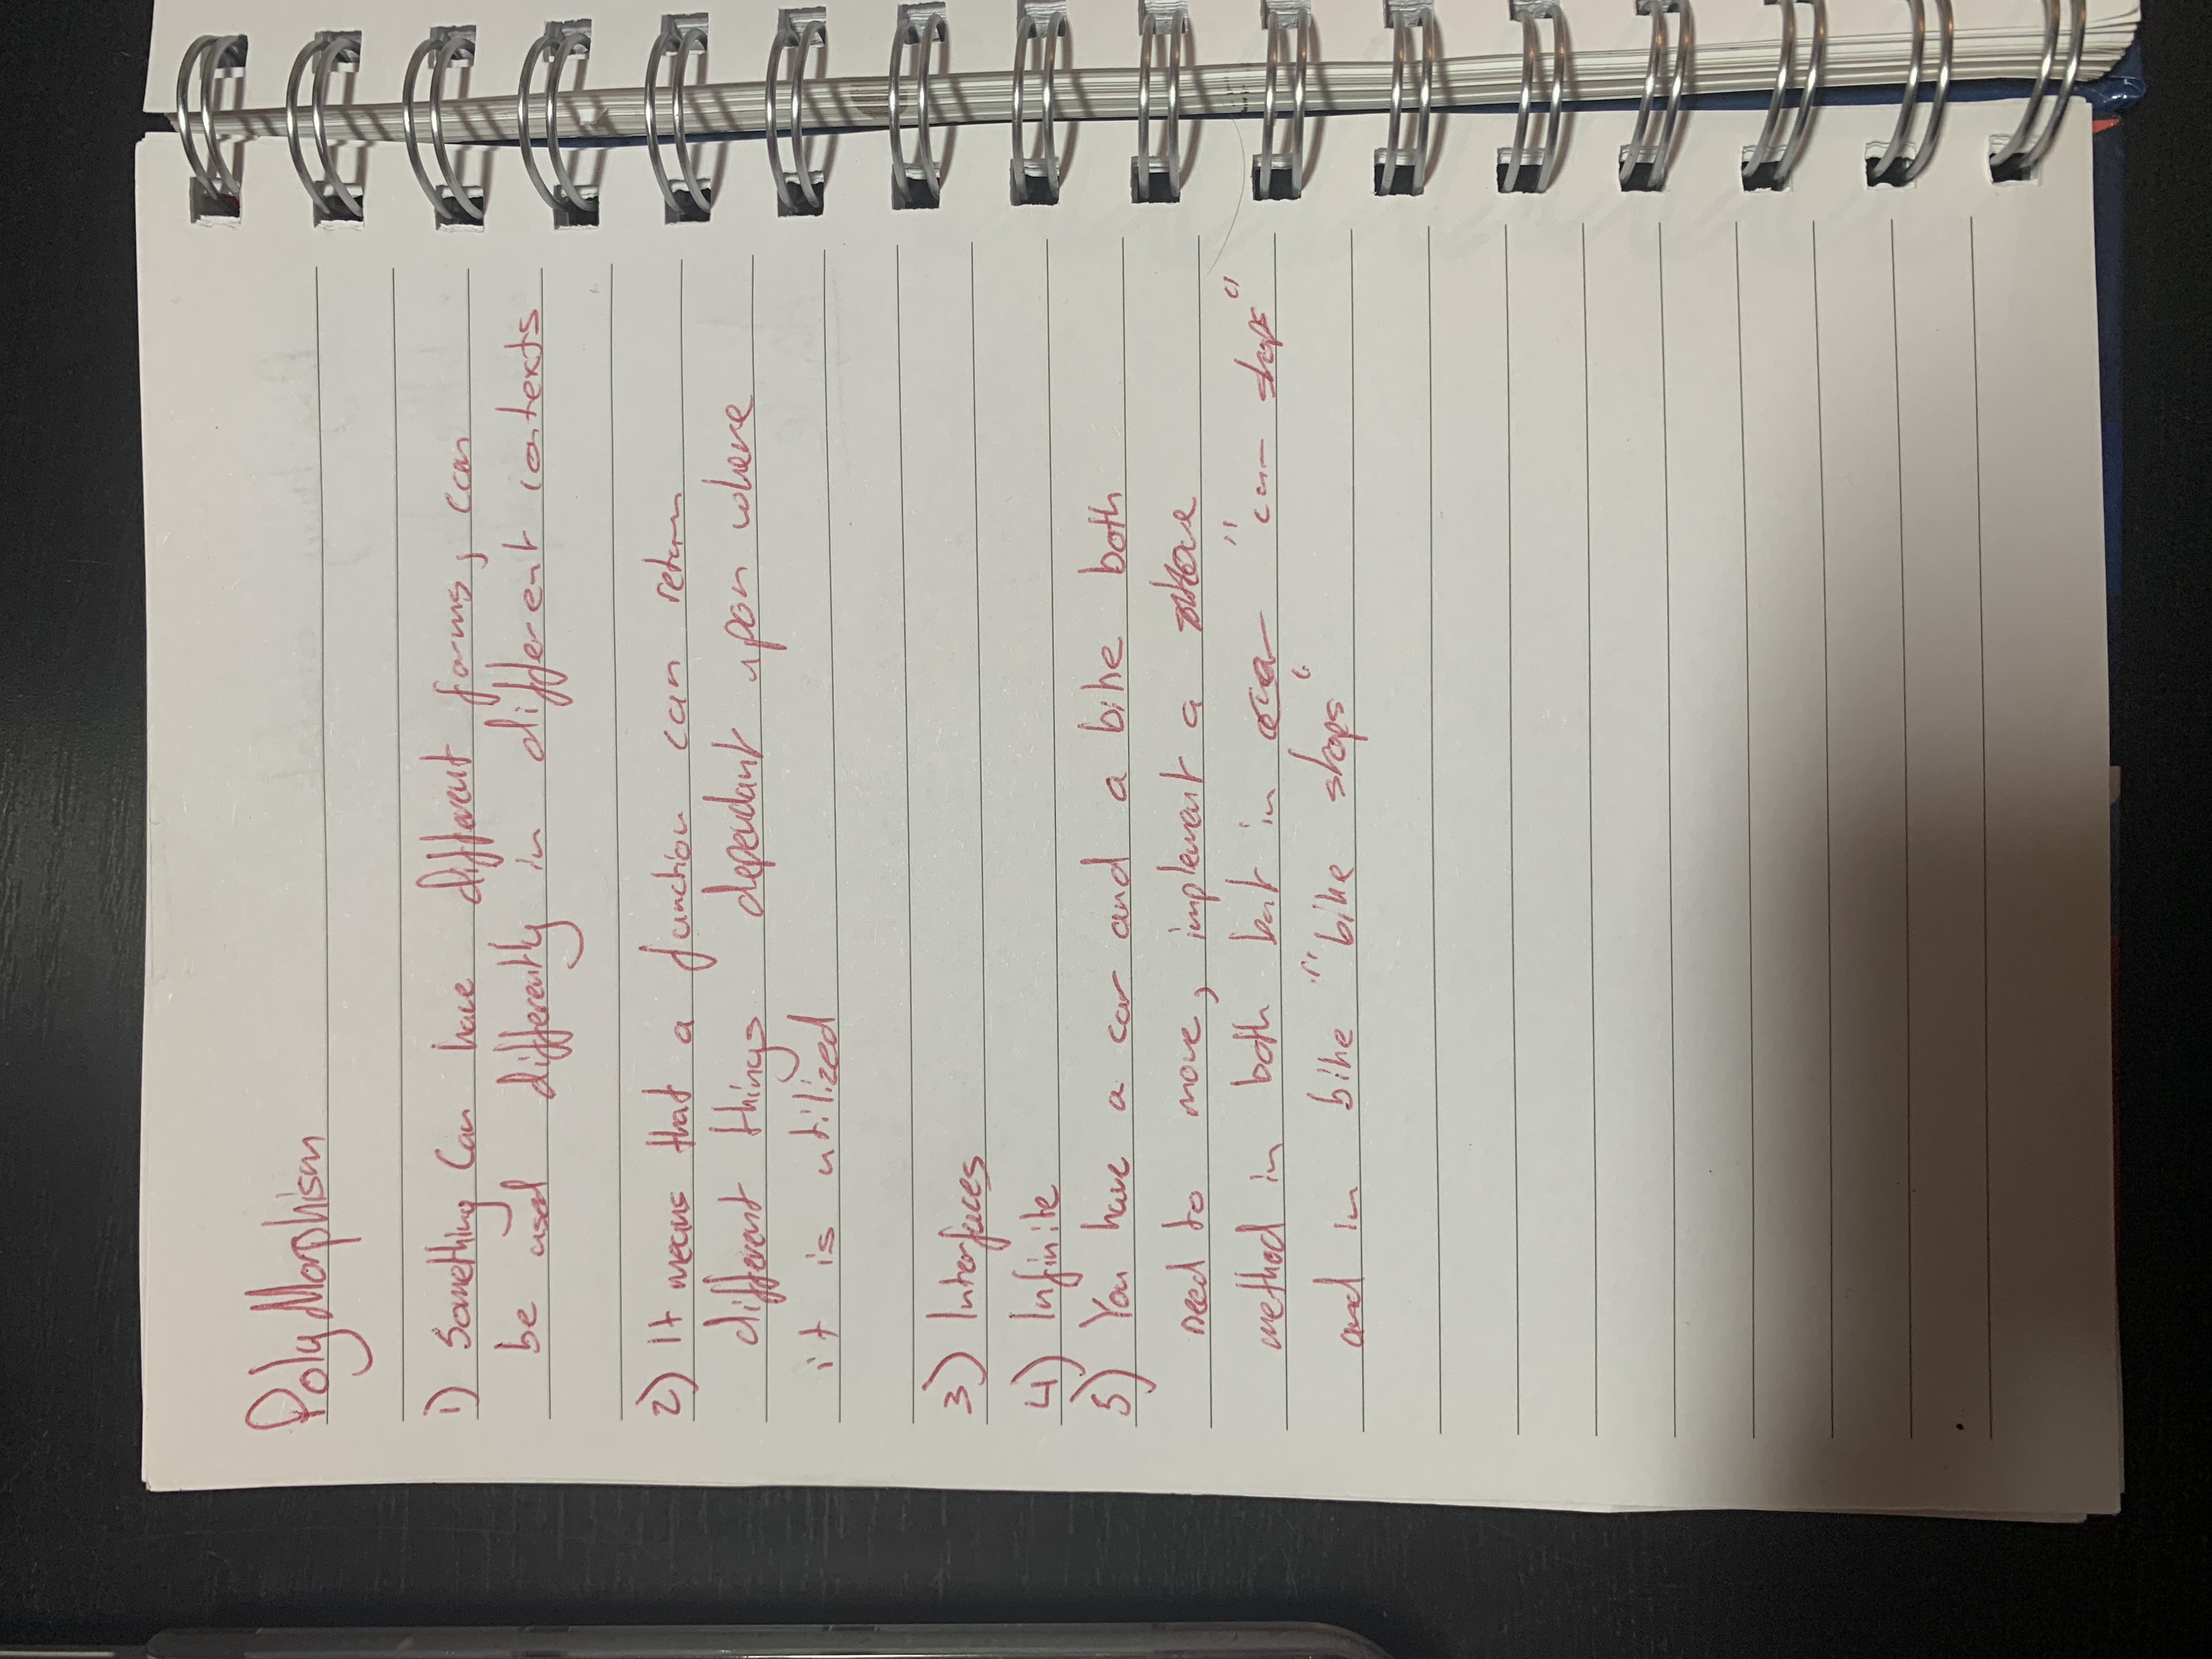 PolyMorphism
1) Something Can have different forms, can
be used differently in different contexts
2) It means that a function can return
different things dependant upon where
it is utilized
3) Interfaces
4) Infinite
5) You have a car and a bike both
need to move, implement a
method in both but in car "car stops"
and in bike "bike stops"